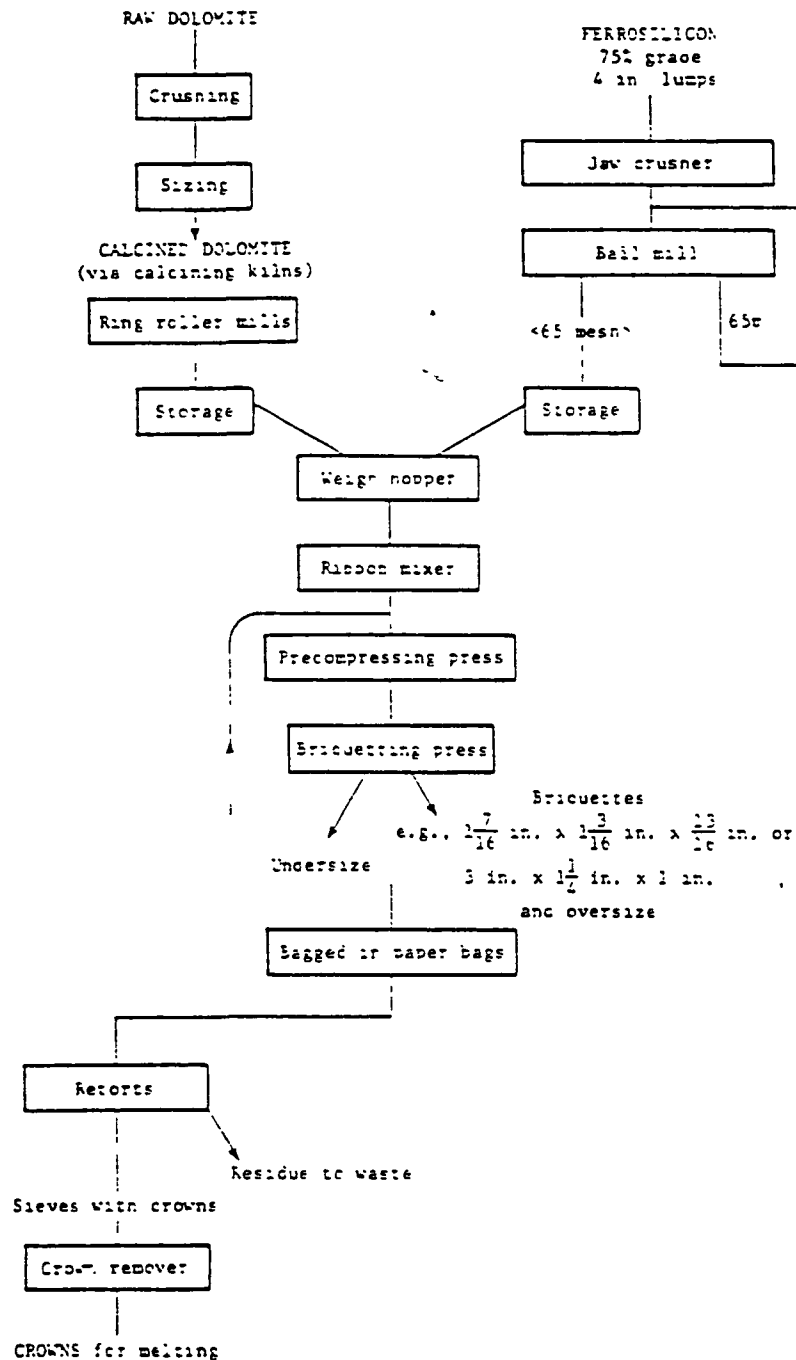 RAW DOLOMITE
Crushing
Sizing
CALCINED DOLOMITE
(via calcining kilns)
Ring roller mills
Storage
FERROSILICON
75% grade
4 in lumps
Jaw crusher
Ball mill
<65 mesh>
65
Storage
Weigh hopper
Ribbon mixer
Precompressing press
Briquetting press
Undersize
Briquettes
e.g., 1 7/16 in. x 1 3/16 in. x 13/16 in. or
3 in. x 1 1/4 in. x 1 in.
and oversize
Bagged in paper bags
Retorts
Residue to waste
Sieves with crowns
Crown remover
CROWNS for melting